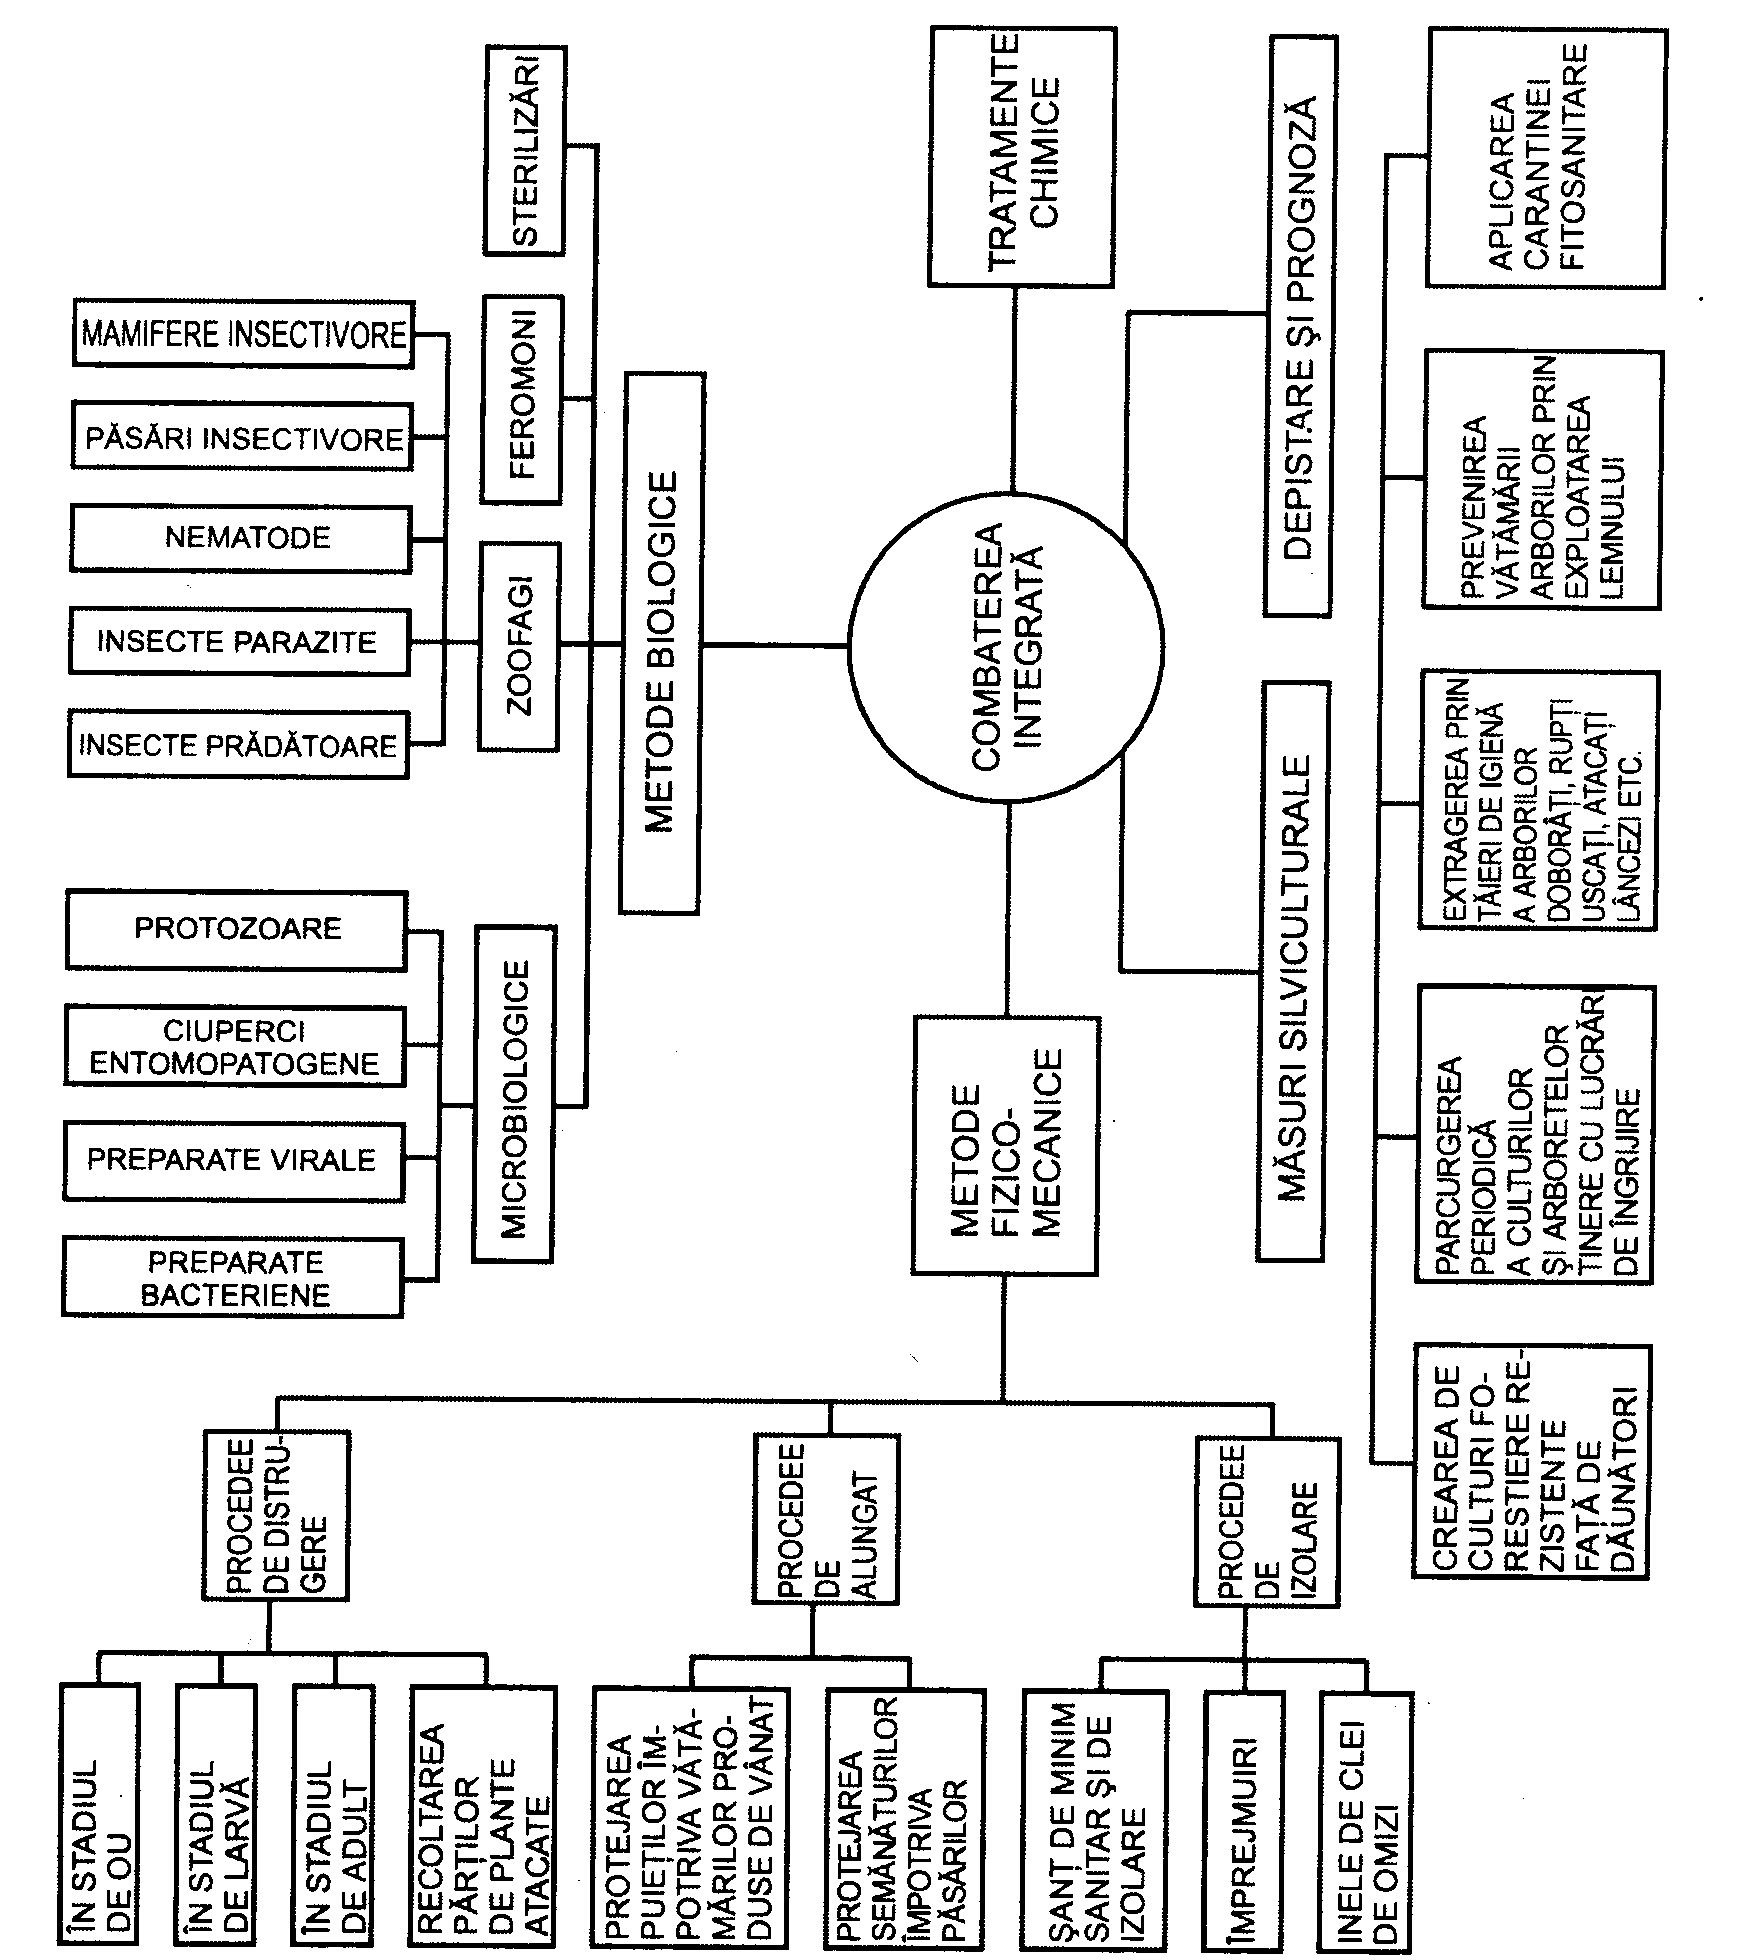 MAMIFERE INSECTIVORE
PĂSĂRI INSECTIVORE
NEMATODE
INSECTE PARAZITE
INSECTE PRĂDĂTOARE
PROTOZOARE
CIUPERCI
ENTOMOPATOGENE
PREPARATE VIRALE
PREPARATE
BACTERIENE
STERILIZĂRI
FEROMONI
ZOOFAGI
MICROBIOLOGICE
METODE BIOLOGICE
COMBATEREA
INTEGRATĂ
TRATAMENTE
CHIMICE
METODE
FIZICO-
MECANICE
DEPISTARE ȘI PROGNOZĂ
MĂSURI SILVICULTURALE
PROCEDEE
DE DISTRU-
GERE
ÎN STADIUL
DE OU
ÎN STADIUL
DE LARVĂ
ÎN STADIUL
DE ADULT
RECOLTAREA
PĂRȚILOR
DE PLANTE
ATACATE
PROCEDEE
DE
ALUNGAT
PROTEJAREA
PUIEȚILOR ÎM-
POTRIVA VĂTĂ-
MĂRILOR PRO-
DUSE DE VÂNAT
PROTEJAREA
SEMĂNĂTURILOR
ÎMPOTRIVA
PĂSĂRILOR
PROCEDEE
DE
IZOLARE
ȘANȚ DE MINIM
SANITAR ȘI DE
IZOLARE
ÎMPREJMUIRI
INELE DE CLEI
DE OMIZI
CREAREA DE
CULTURI FO-
RESTIERE RE-
ZISTENTE
FAȚĂ DE
DĂUNĂTORI
PARCURGEREA
PERIODICĂ
A CULTURILOR
ȘI ARBORETELOR
TINERE CU LUCRĂRI
DE ÎNGRIJIRE
EXTRAGEREA PRIN
TĂIERI DE IGIENĂ
A ARBORILOR
DOBORÂȚI, RUPȚI
USCAȚI, ATACAȚI
LÂNCEZI ETC.
PREVENIREA
VĂTĂMĂRII
ARBORILOR PRIN
EXPLOATAREA
LEMNULUI
APLICAREA
CARANTINEI
FITOSANITARE